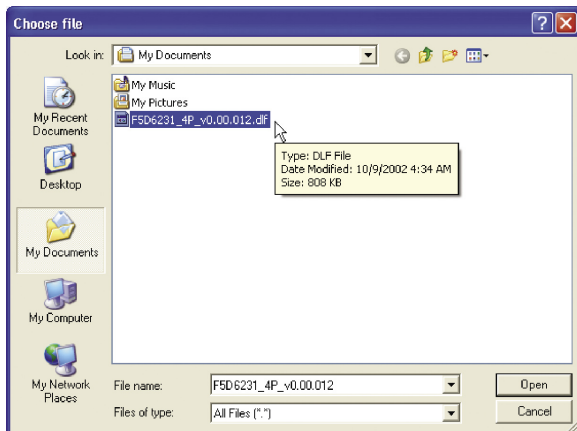 Choose file
Look in: My Documents
My Recent
Documents
Desktop
My Documents
My Computer
My Network
Places
My Music
My Pictures
F5D6231_4P_v0.00.012.dlf
Type: DLF File
Date Modified: 10/9/2002 4:34 AM
Size: 808 KB
File name: F5D6231_4P_v0.00.012 Open
Files of type: All Files (*.*) Cancel